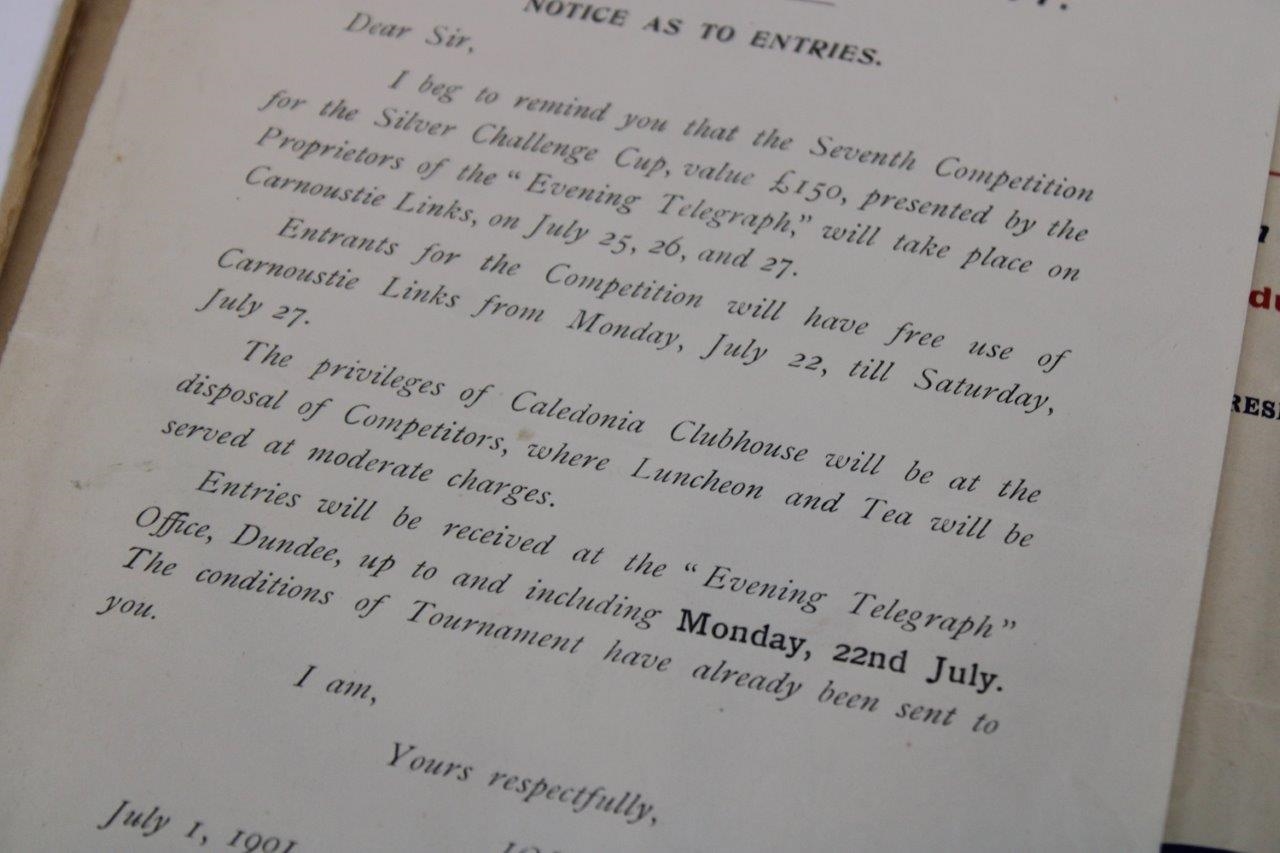 NOTICE AS TO ENTRIES.
Dear Sir,
I beg to remind you that the Seventh Competition
for the Silver Challenge Cup, value £150, presented by the
Proprietors of the “Evening Telegraph,” will take place on
Carnoustie Links, on July 25, 26, and 27.
Entrants for the Competition will have free use of
Carnoustie Links from Monday, July 22, till Saturday,
July 27.
The privileges of Caledonia Clubhouse will be at the
disposal of Competitors, where Luncheon and Tea will be
served at moderate charges.
Entries will be received at the “Evening Telegraph”
Office, Dundee, up to and including Monday, 22nd July.
The conditions of Tournament have already been sent to
you.
I am,
Yours respectfully,
July 1, 1901